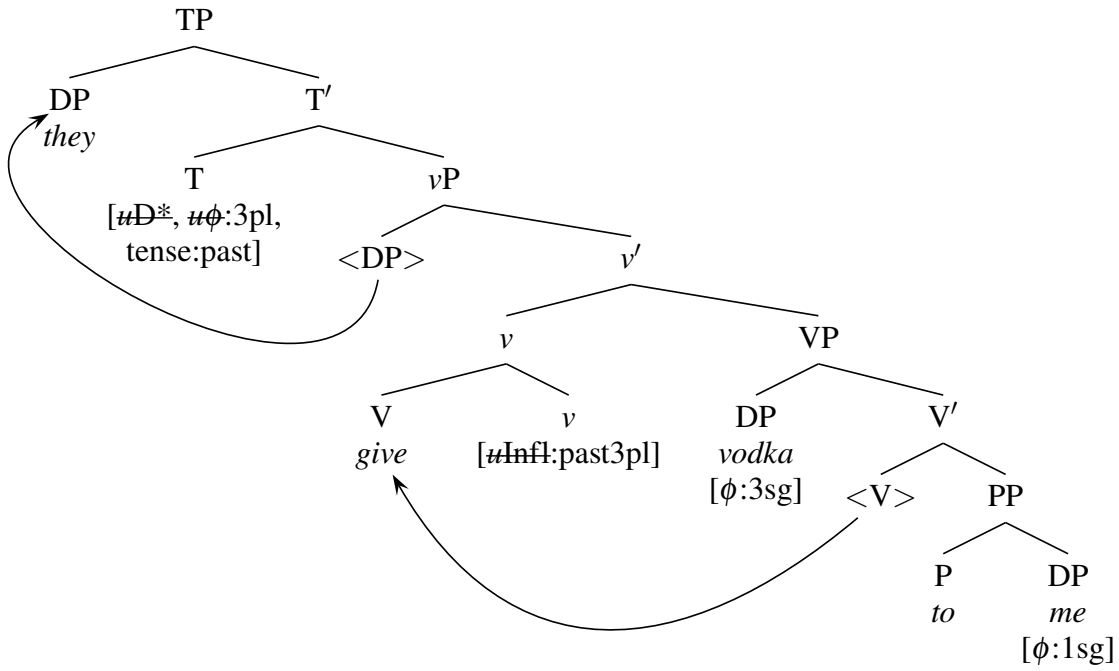 TP
DP T′
they
T vP
[uD*, uϕ:3pl,
tense:past]
<DP> v′
v VP
V v DP V′
give [uInfl:past3pl] vodka
[ϕ:3sg] <V> PP
P DP
to me
[ϕ:1sg]